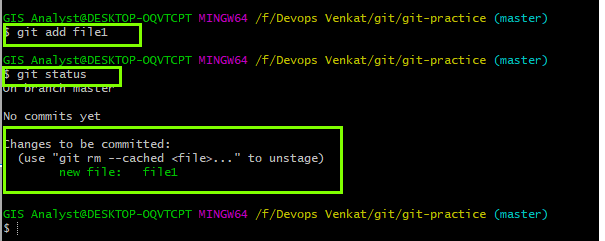 GIS Analyst@DESKTOP-OQVTCPT MINGW64 /f/Devops Venkat/git/git-practice (master)
$ git add file1
GIS Analyst@DESKTOP-OQVTCPT MINGW64 /f/Devops Venkat/git/git-practice (master)
$ git status
On branch master
No commits yet
Changes to be committed:
(use "git rm --cached <file>..." to unstage)
new file: file1
GIS Analyst@DESKTOP-OQVTCPT MINGW64 /f/Devops Venkat/git/git-practice (master)
$